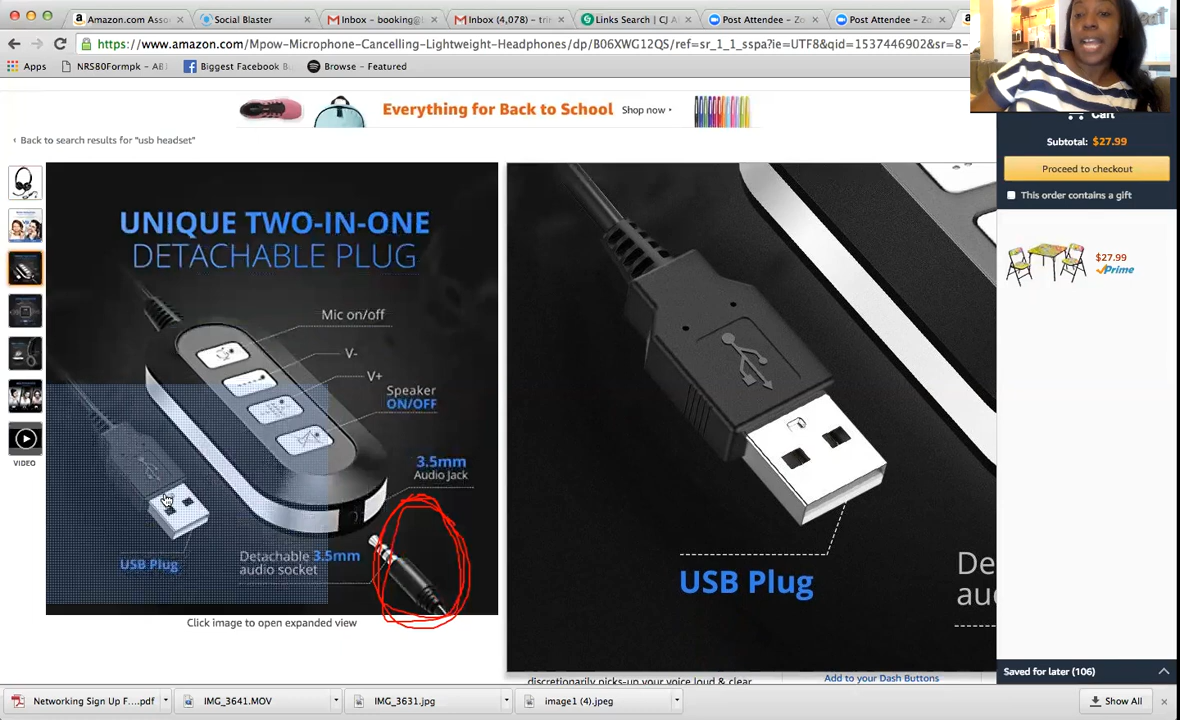 Amazon.com Asso
Social Blaster
Inbox – booking@l
Inbox (4,078) – tri
Links Search | CJ A
Post Attendee – Zo
Post Attendee – Zo
https://www.amazon.com/Mpow-Microphone-Cancelling-Lightweight-Headphones/dp/B06XWG12QS/ref=sr_1_1_sspa?ie=UTF8&qid=1537446902&sr=8-
Apps
NRS80Formpk – AB
Biggest Facebook B
Browse – Featured
Everything for Back to School
Shop now
Cart
‹ Back to search results for "usb headset"
Subtotal: $27.99
Proceed to checkout
This order contains a gift
$27.99
Prime
UNIQUE TWO-IN-ONE
DETACHABLE PLUG
Mic on/off
V-
V+
Speaker
ON/OFF
3.5mm
Audio Jack
VIDEO
USB Plug
Detachable 3.5mm
audio socket
USB Plug
De
au
Click image to open expanded view
Saved for later (106)
discretionarily picks-up your voice loud & clear
Add to your Dash Buttons
Networking Sign Up F....pdf
IMG_3641.MOV
IMG_3631.jpg
image1 (4).jpeg
Show All